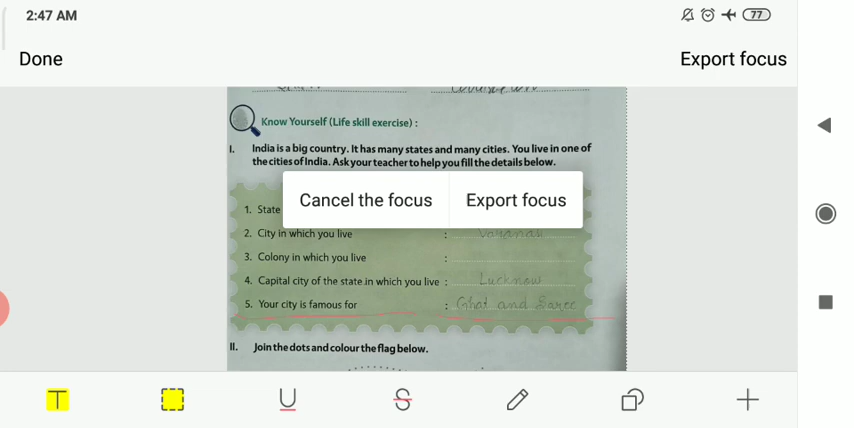 2:47 AM
77
Done
Export focus
Know Yourself (Life skill exercise) :
I. India is a big country. It has many states and many cities. You live in one of
the cities of India. Ask your teacher to help you fill the details below.
Cancel the focus
Export focus
1. State
2. City in which you live : Varanasi
3. Colony in which you live :
4. Capital city of the state in which you live : Lucknow
5. Your city is famous for : Ghat and Saree
II. Join the dots and colour the flag below.
T
U
S